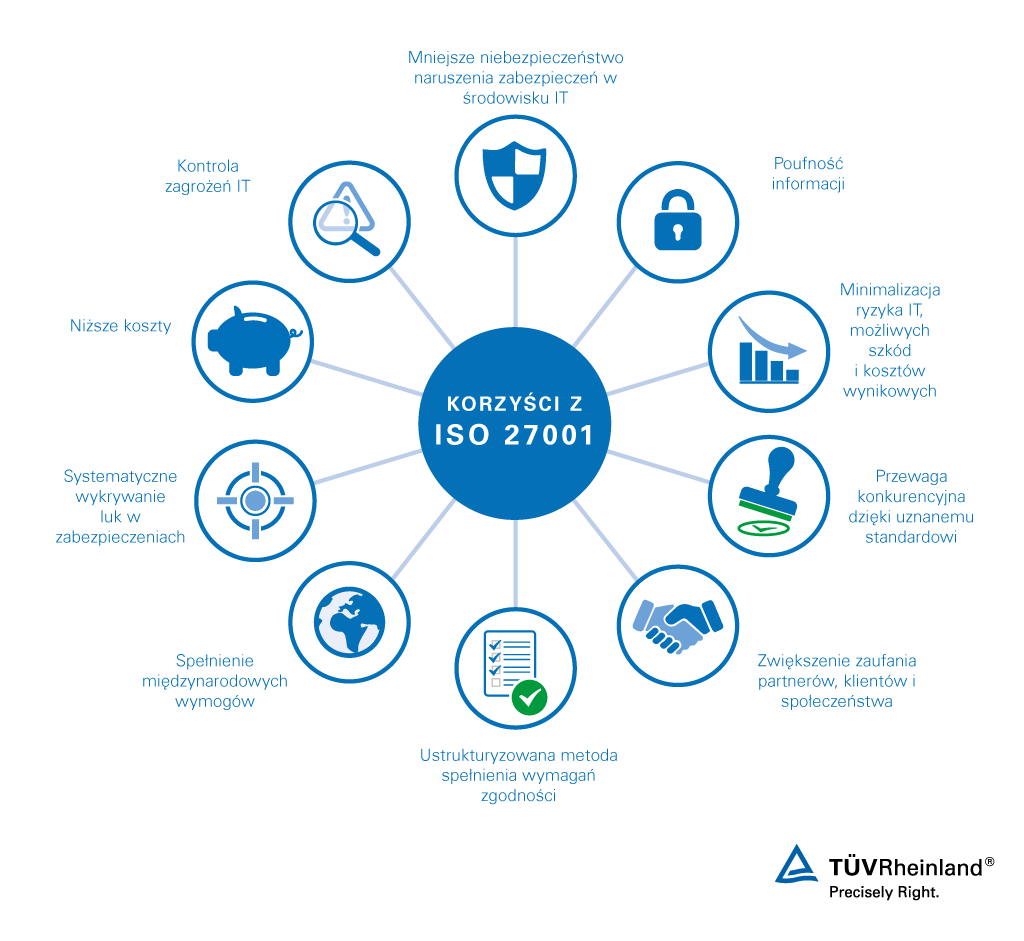 Mniejsze niebezpieczeństwo
naruszenia zabezpieczeń w
środowisku IT
Kontrola
zagrożeń IT
Poufność
informacji
Niższe koszty
Minimalizacja
ryzyka IT,
możliwych
szkód
i kosztów
wynikowych
KORZYŚCI Z
ISO 27001
Systematyczne
wykrywanie
luk w
zabezpieczeniach
Przewaga
konkurencyjna
dzięki uznanemu
standardowi
Spełnienie
międzynarodowych
wymogów
Zwiększenie zaufania
partnerów, klientów i
społeczeństwa
Ustrukturyzowana metoda
spełnienia wymagań
zgodności
TÜVRheinland®
Precisely Right.